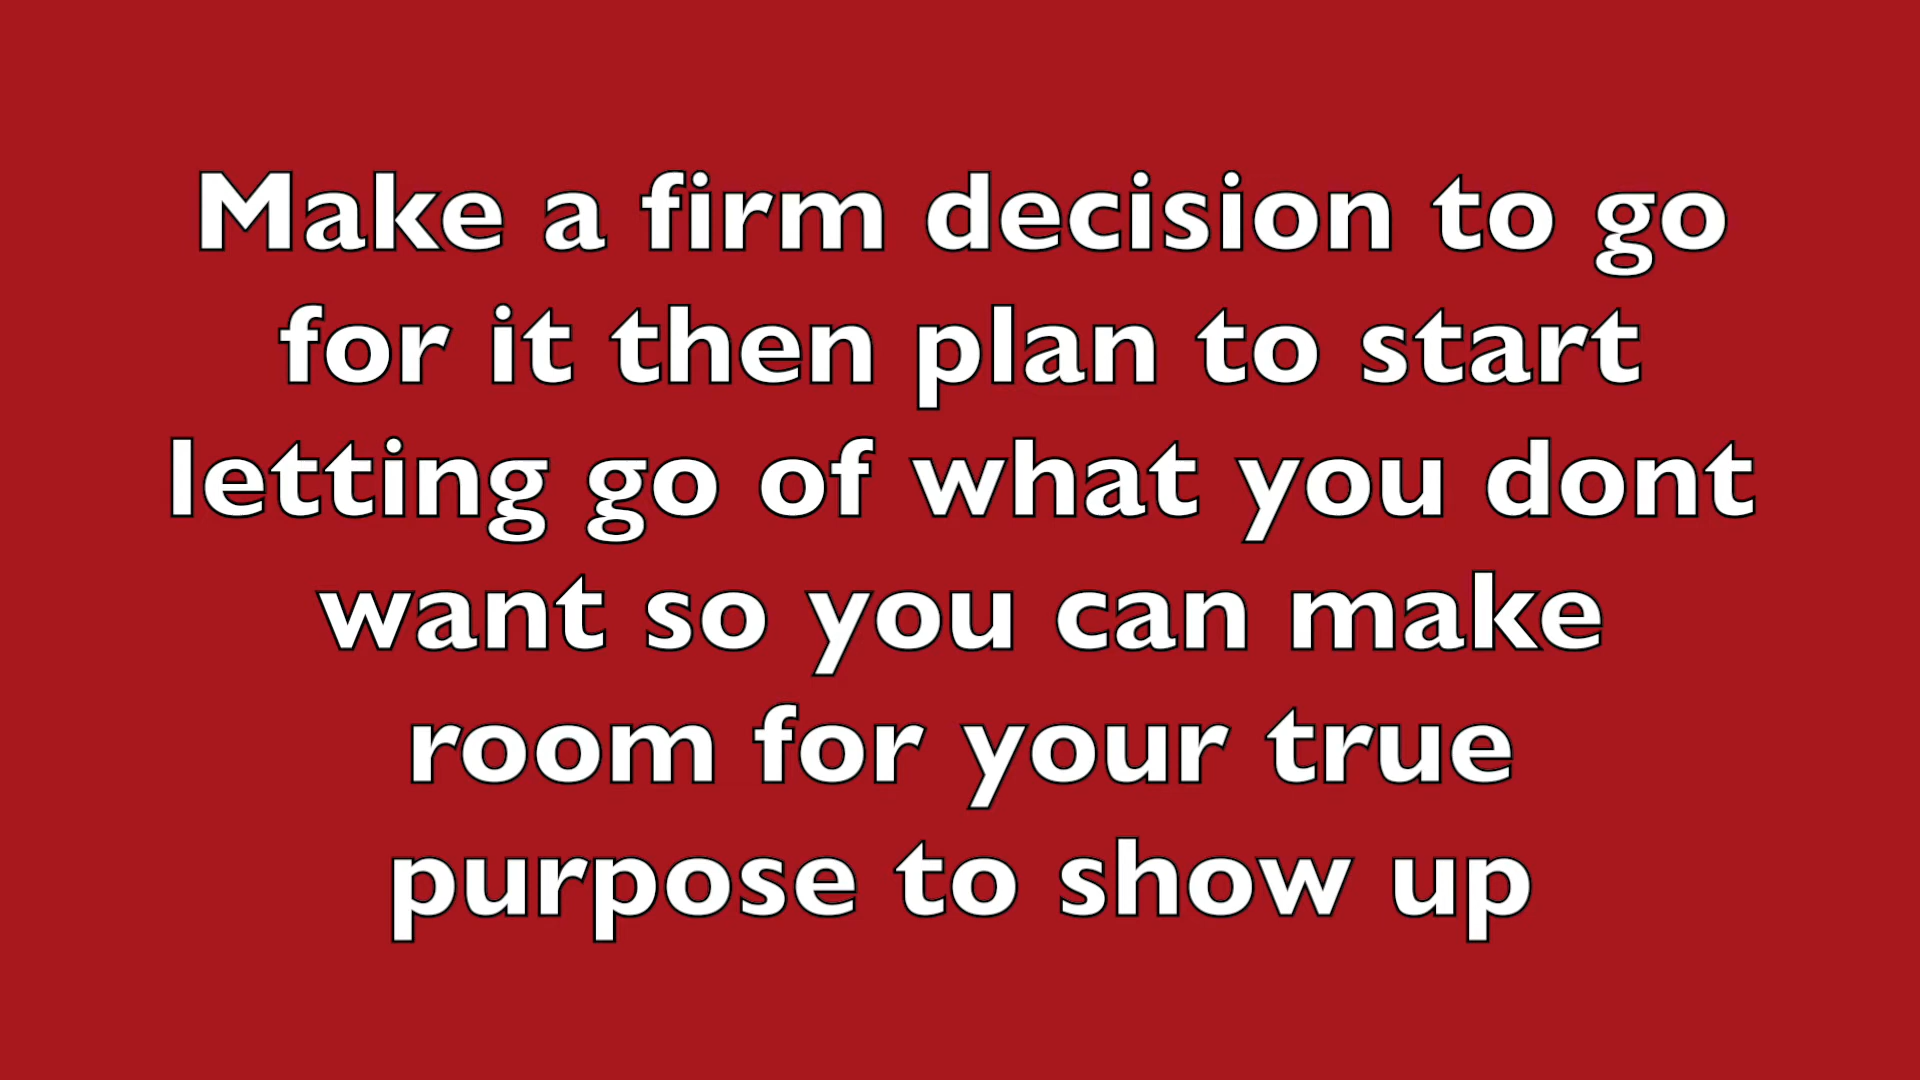 Make a firm decision to go
for it then plan to start
letting go of what you dont
want so you can make
room for your true
purpose to show up